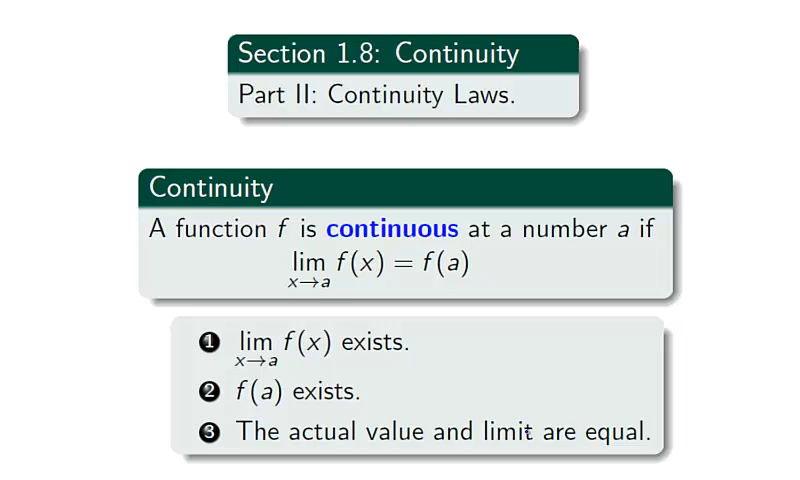 Section 1.8: Continuity
Part II: Continuity Laws.
Continuity
A function f is continuous at a number a if
lim f(x) = f(a)
x→a
1 lim f(x) exists.
x→a
2 f(a) exists.
3 The actual value and limit are equal.